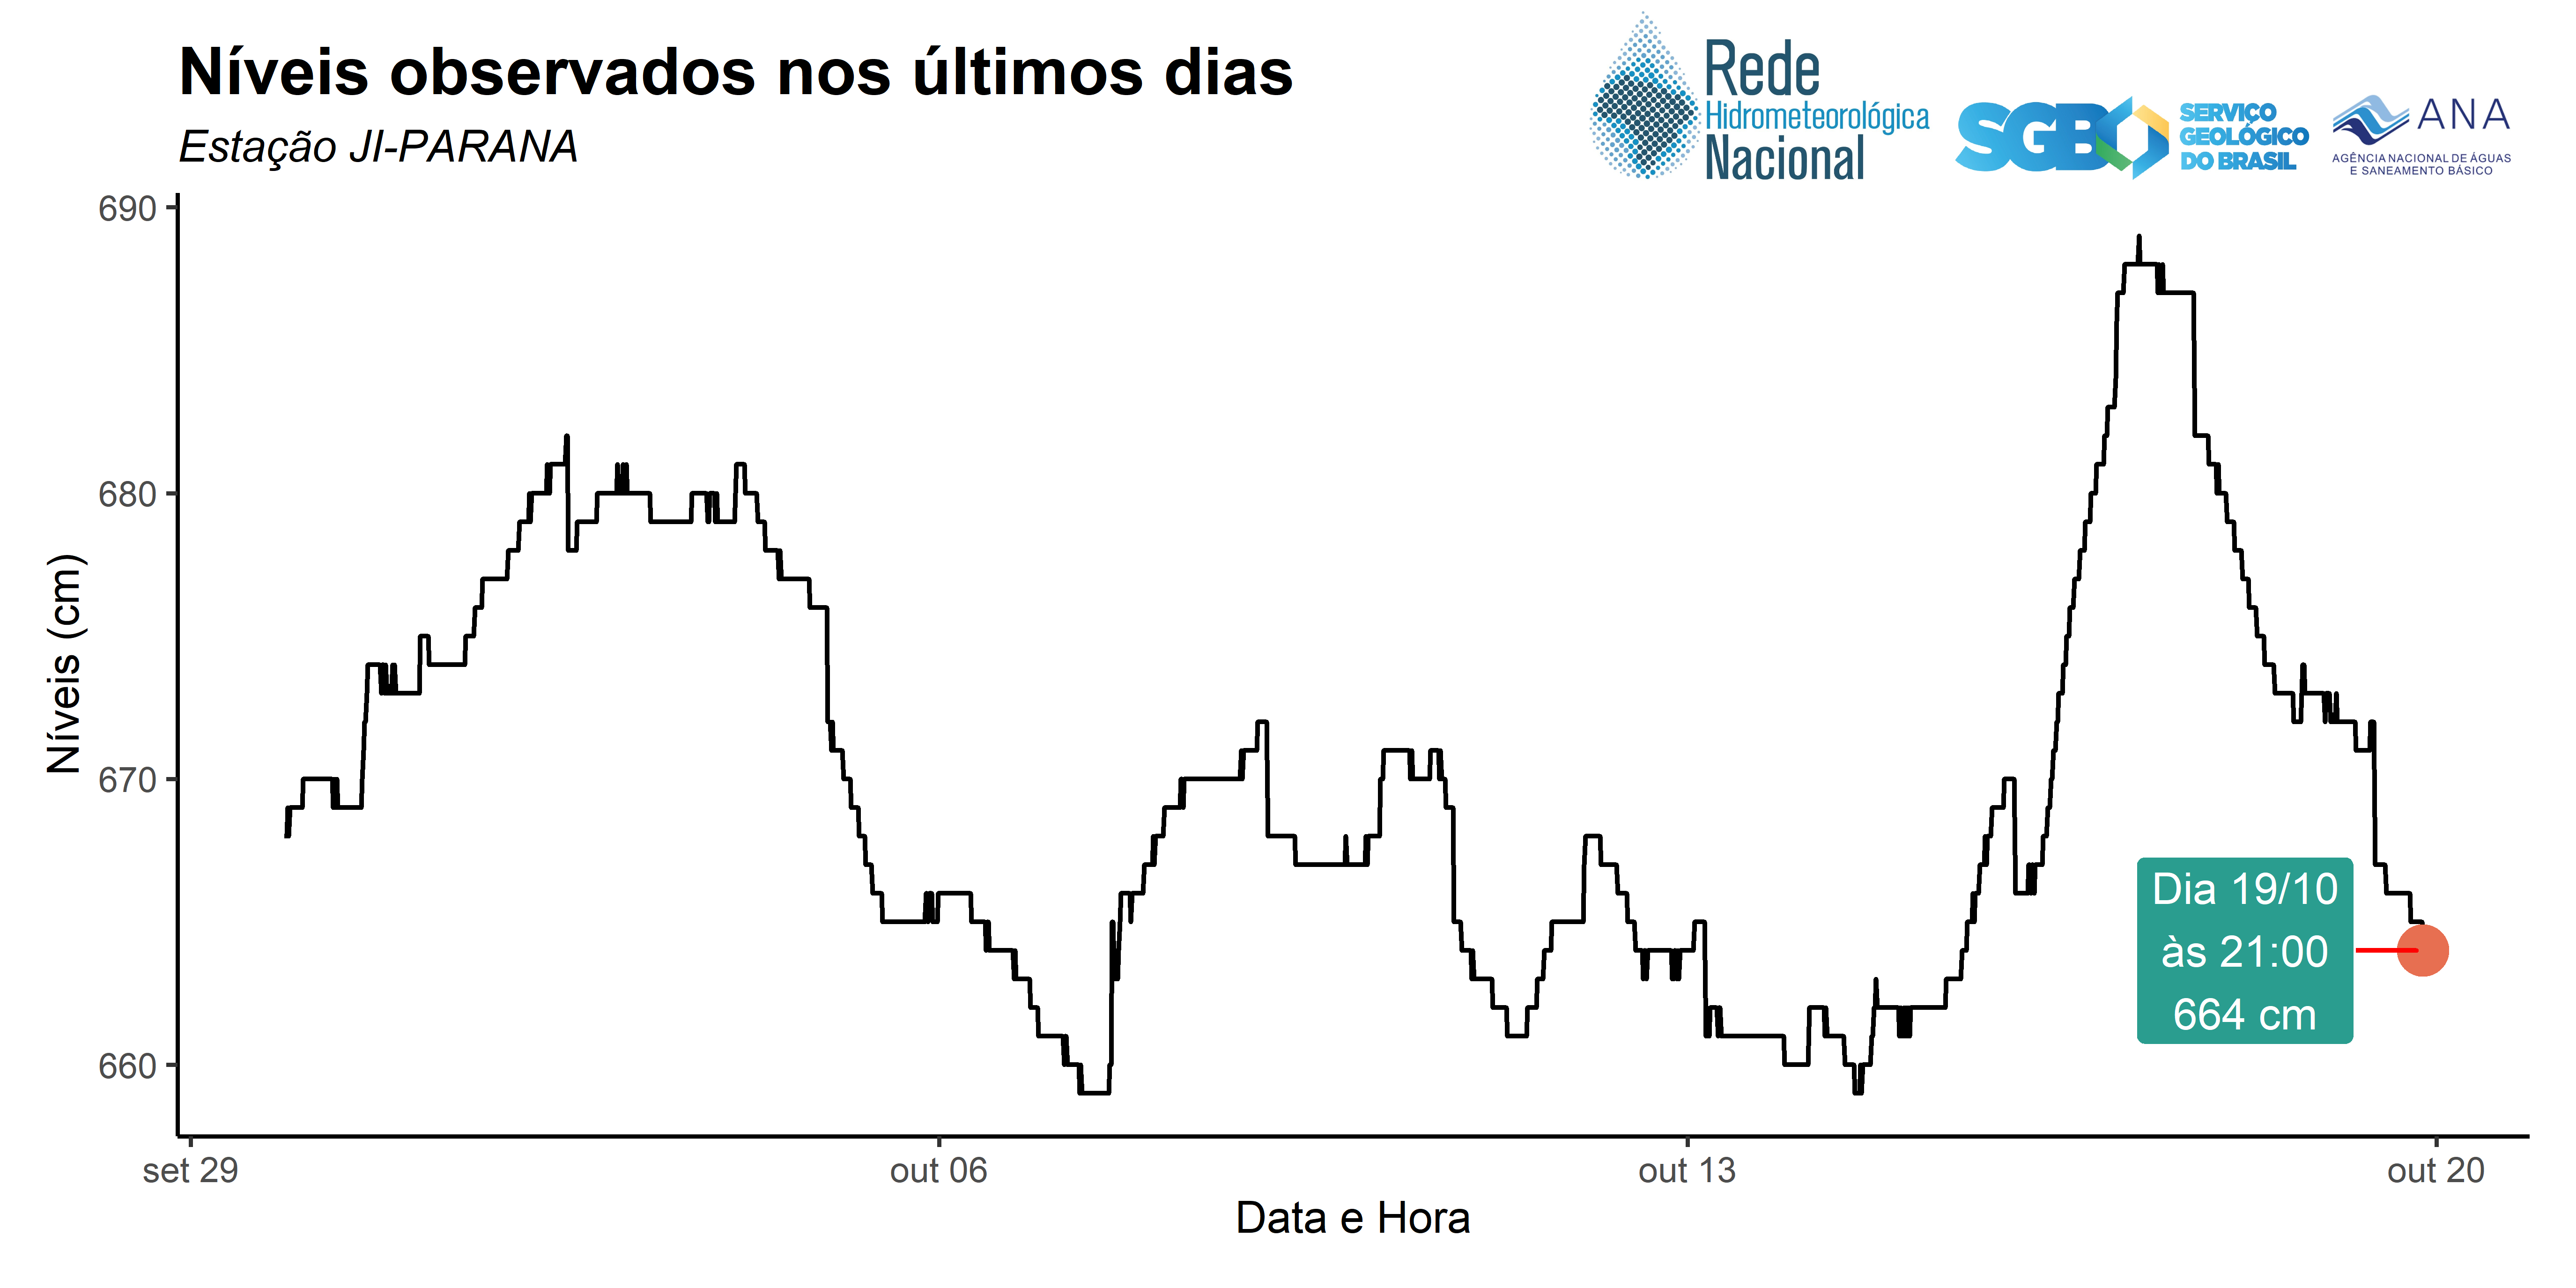 Níveis observados nos últimos dias
Estação JI-PARANA
Rede
Hidrometeorológica
Nacional
SGB
SERVIÇO
GEOLÓGICO
DO BRASIL
ANA
AGÊNCIA NACIONAL DE ÁGUAS
E SANEAMENTO BÁSICO
Níveis (cm)
690
680
670
660
Dia 19/10
às 21:00
664 cm
set 29
out 06
out 13
out 20
Data e Hora